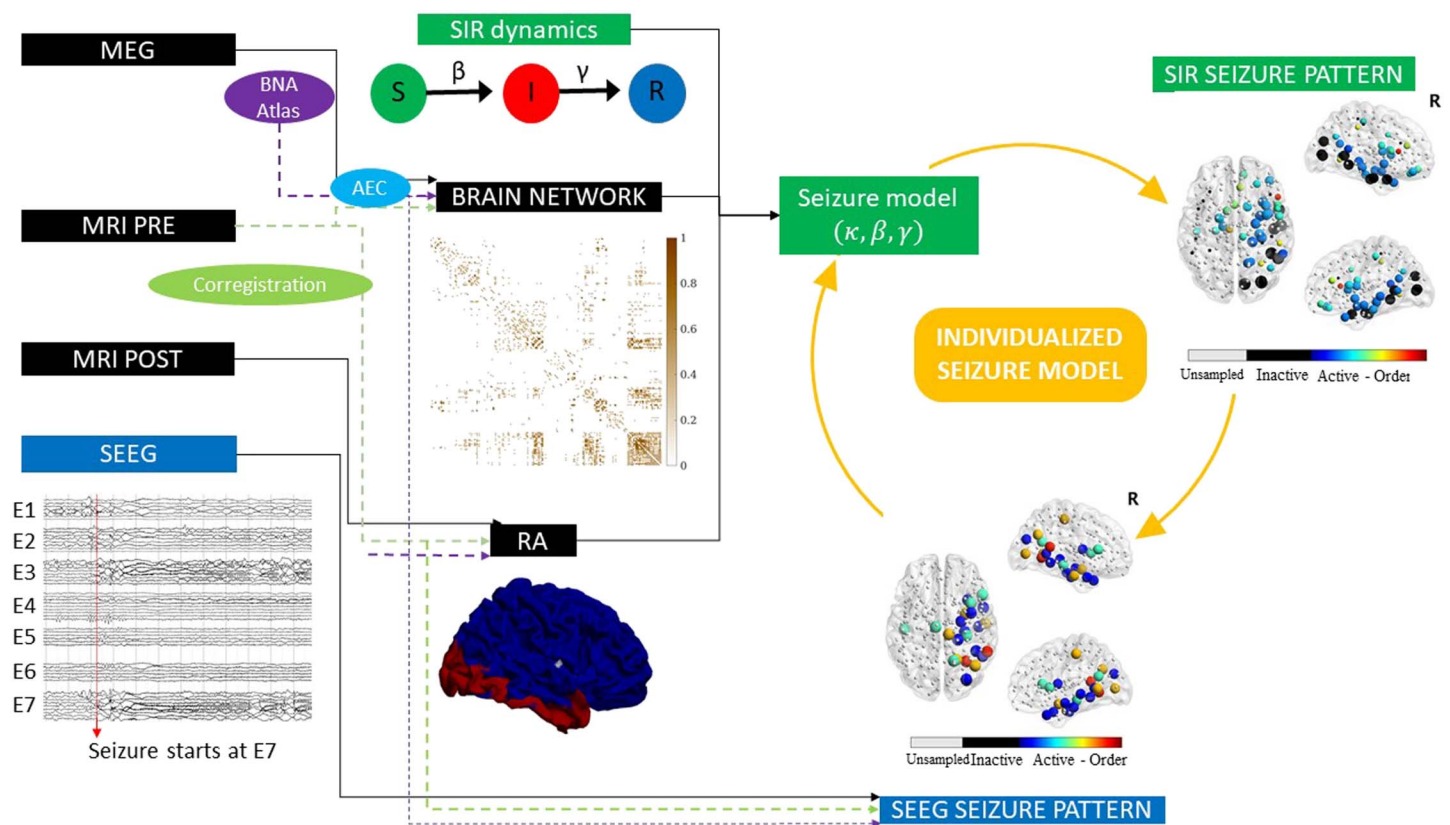 MEG
BNA
Atlas
SIR dynamics
S
β
I
γ
R
AEC
BRAIN NETWORK
MRI PRE
Corregistration
MRI POST
SEEG
E1
E2
E3
E4
E5
E6
E7
Seizure starts at E7
1
0.8
0.6
0.4
0.2
0
RA
Seizure model
(κ, β, γ)
SIR SEIZURE PATTERN
R
Unsampled Inactive Active - Order
INDIVIDUALIZED
SEIZURE MODEL
R
Unsampled Inactive Active - Order
SEEG SEIZURE PATTERN